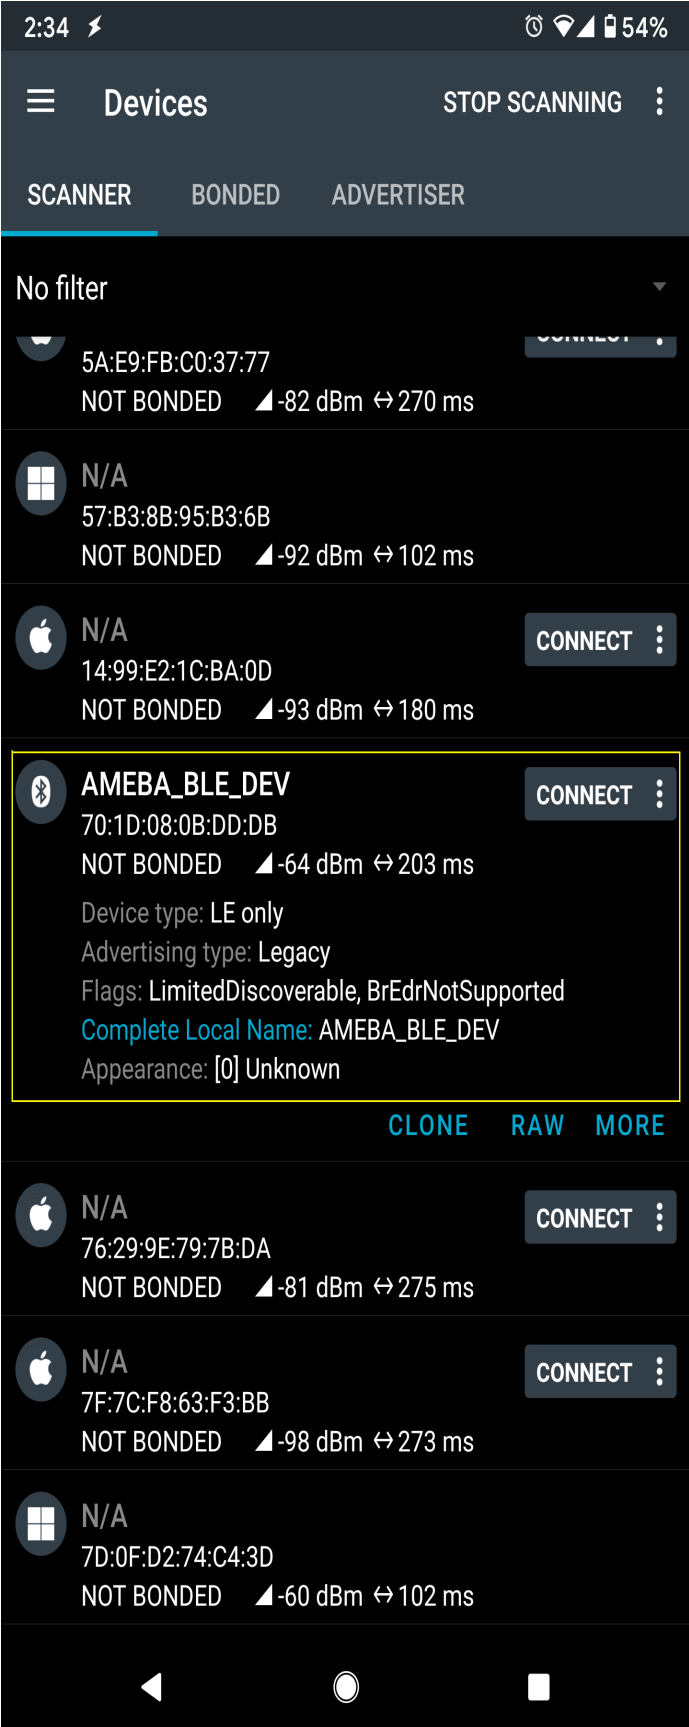 2:34 54%
Devices STOP SCANNING
SCANNER BONDED ADVERTISER
No filter
CONNECT
5A:E9:FB:C0:37:77
NOT BONDED -82 dBm 270 ms
N/A
57:B3:8B:95:B3:6B
NOT BONDED -92 dBm 102 ms
N/A
CONNECT
14:99:E2:1C:BA:0D
NOT BONDED -93 dBm 180 ms
AMEBA_BLE_DEV
CONNECT
70:1D:08:0B:DD:DB
NOT BONDED -64 dBm 203 ms
Device type: LE only
Advertising type: Legacy
Flags: LimitedDiscoverable, BrEdrNotSupported
Complete Local Name: AMEBA_BLE_DEV
Appearance: [0] Unknown
CLONE RAW MORE
N/A
CONNECT
76:29:9E:79:7B:DA
NOT BONDED -81 dBm 275 ms
N/A
CONNECT
7F:7C:F8:63:F3:BB
NOT BONDED -98 dBm 273 ms
N/A
7D:0F:D2:74:C4:3D
NOT BONDED -60 dBm 102 ms